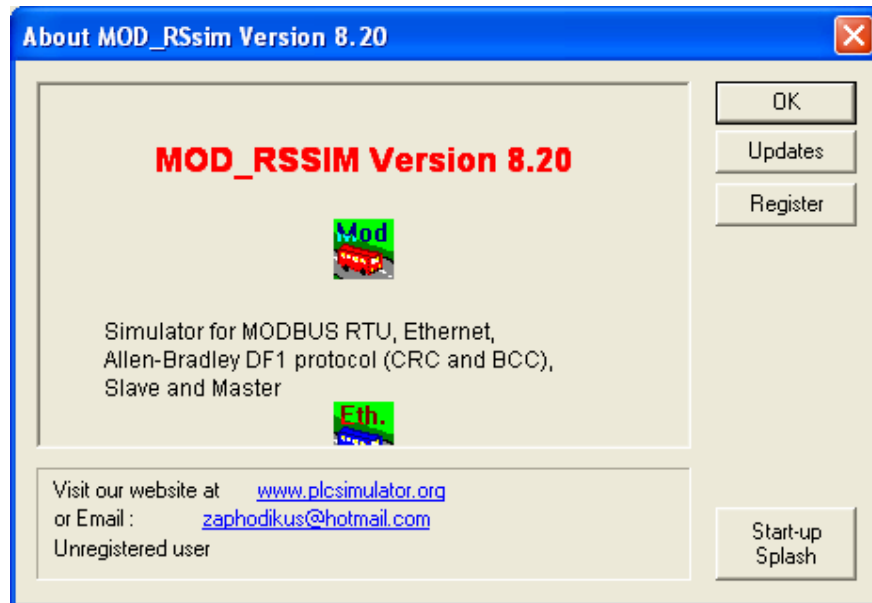 About MOD_RSsim Version 8.20
MOD_RSSIM Version 8.20
Mod
Simulator for MODBUS RTU, Ethernet,
Allen-Bradley DF1 protocol (CRC and BCC),
Slave and Master
Eth.
Visit our website at www.plcsimulator.org
or Email : zaphodikus@hotmail.com
Unregistered user
OK
Updates
Register
Start-up
Splash